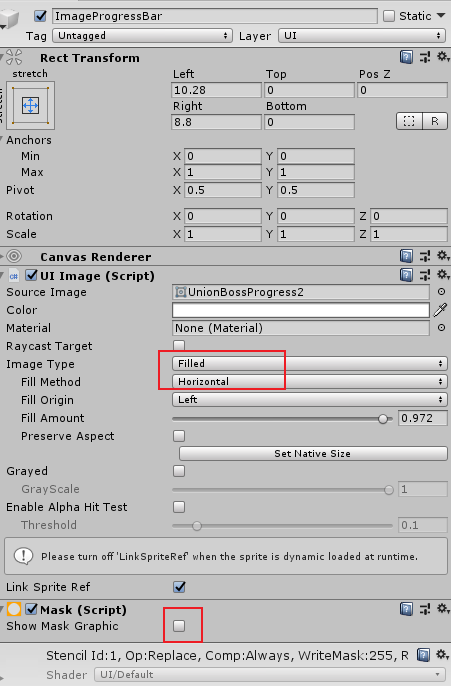 ImageProgressBar Static
Tag Untagged Layer UI
Rect Transform
stretch Left Top Pos Z
stretch 10.28 0 0
Right Bottom
8.8 0 R
Anchors
Min X 0 Y 0
Max X 1 Y 1
Pivot X 0.5 Y 0.5
Rotation X 0 Y 0 Z 0
Scale X 1 Y 1 Z 1
Canvas Renderer
UI Image (Script)
Source Image UnionBossProgress2
Color
Material None (Material)
Raycast Target
Image Type Filled
Fill Method Horizontal
Fill Origin Left
Fill Amount 0.972
Preserve Aspect
Set Native Size
Grayed
GrayScale 1
Enable Alpha Hit Test
Threshold 0.1
Please turn off 'LinkSpriteRef' when the sprite is dynamic loaded at runtime.
Link Sprite Ref
Mask (Script)
Show Mask Graphic
Stencil Id:1, Op:Replace, Comp:Always, WriteMask:255, R
Shader UI/Default